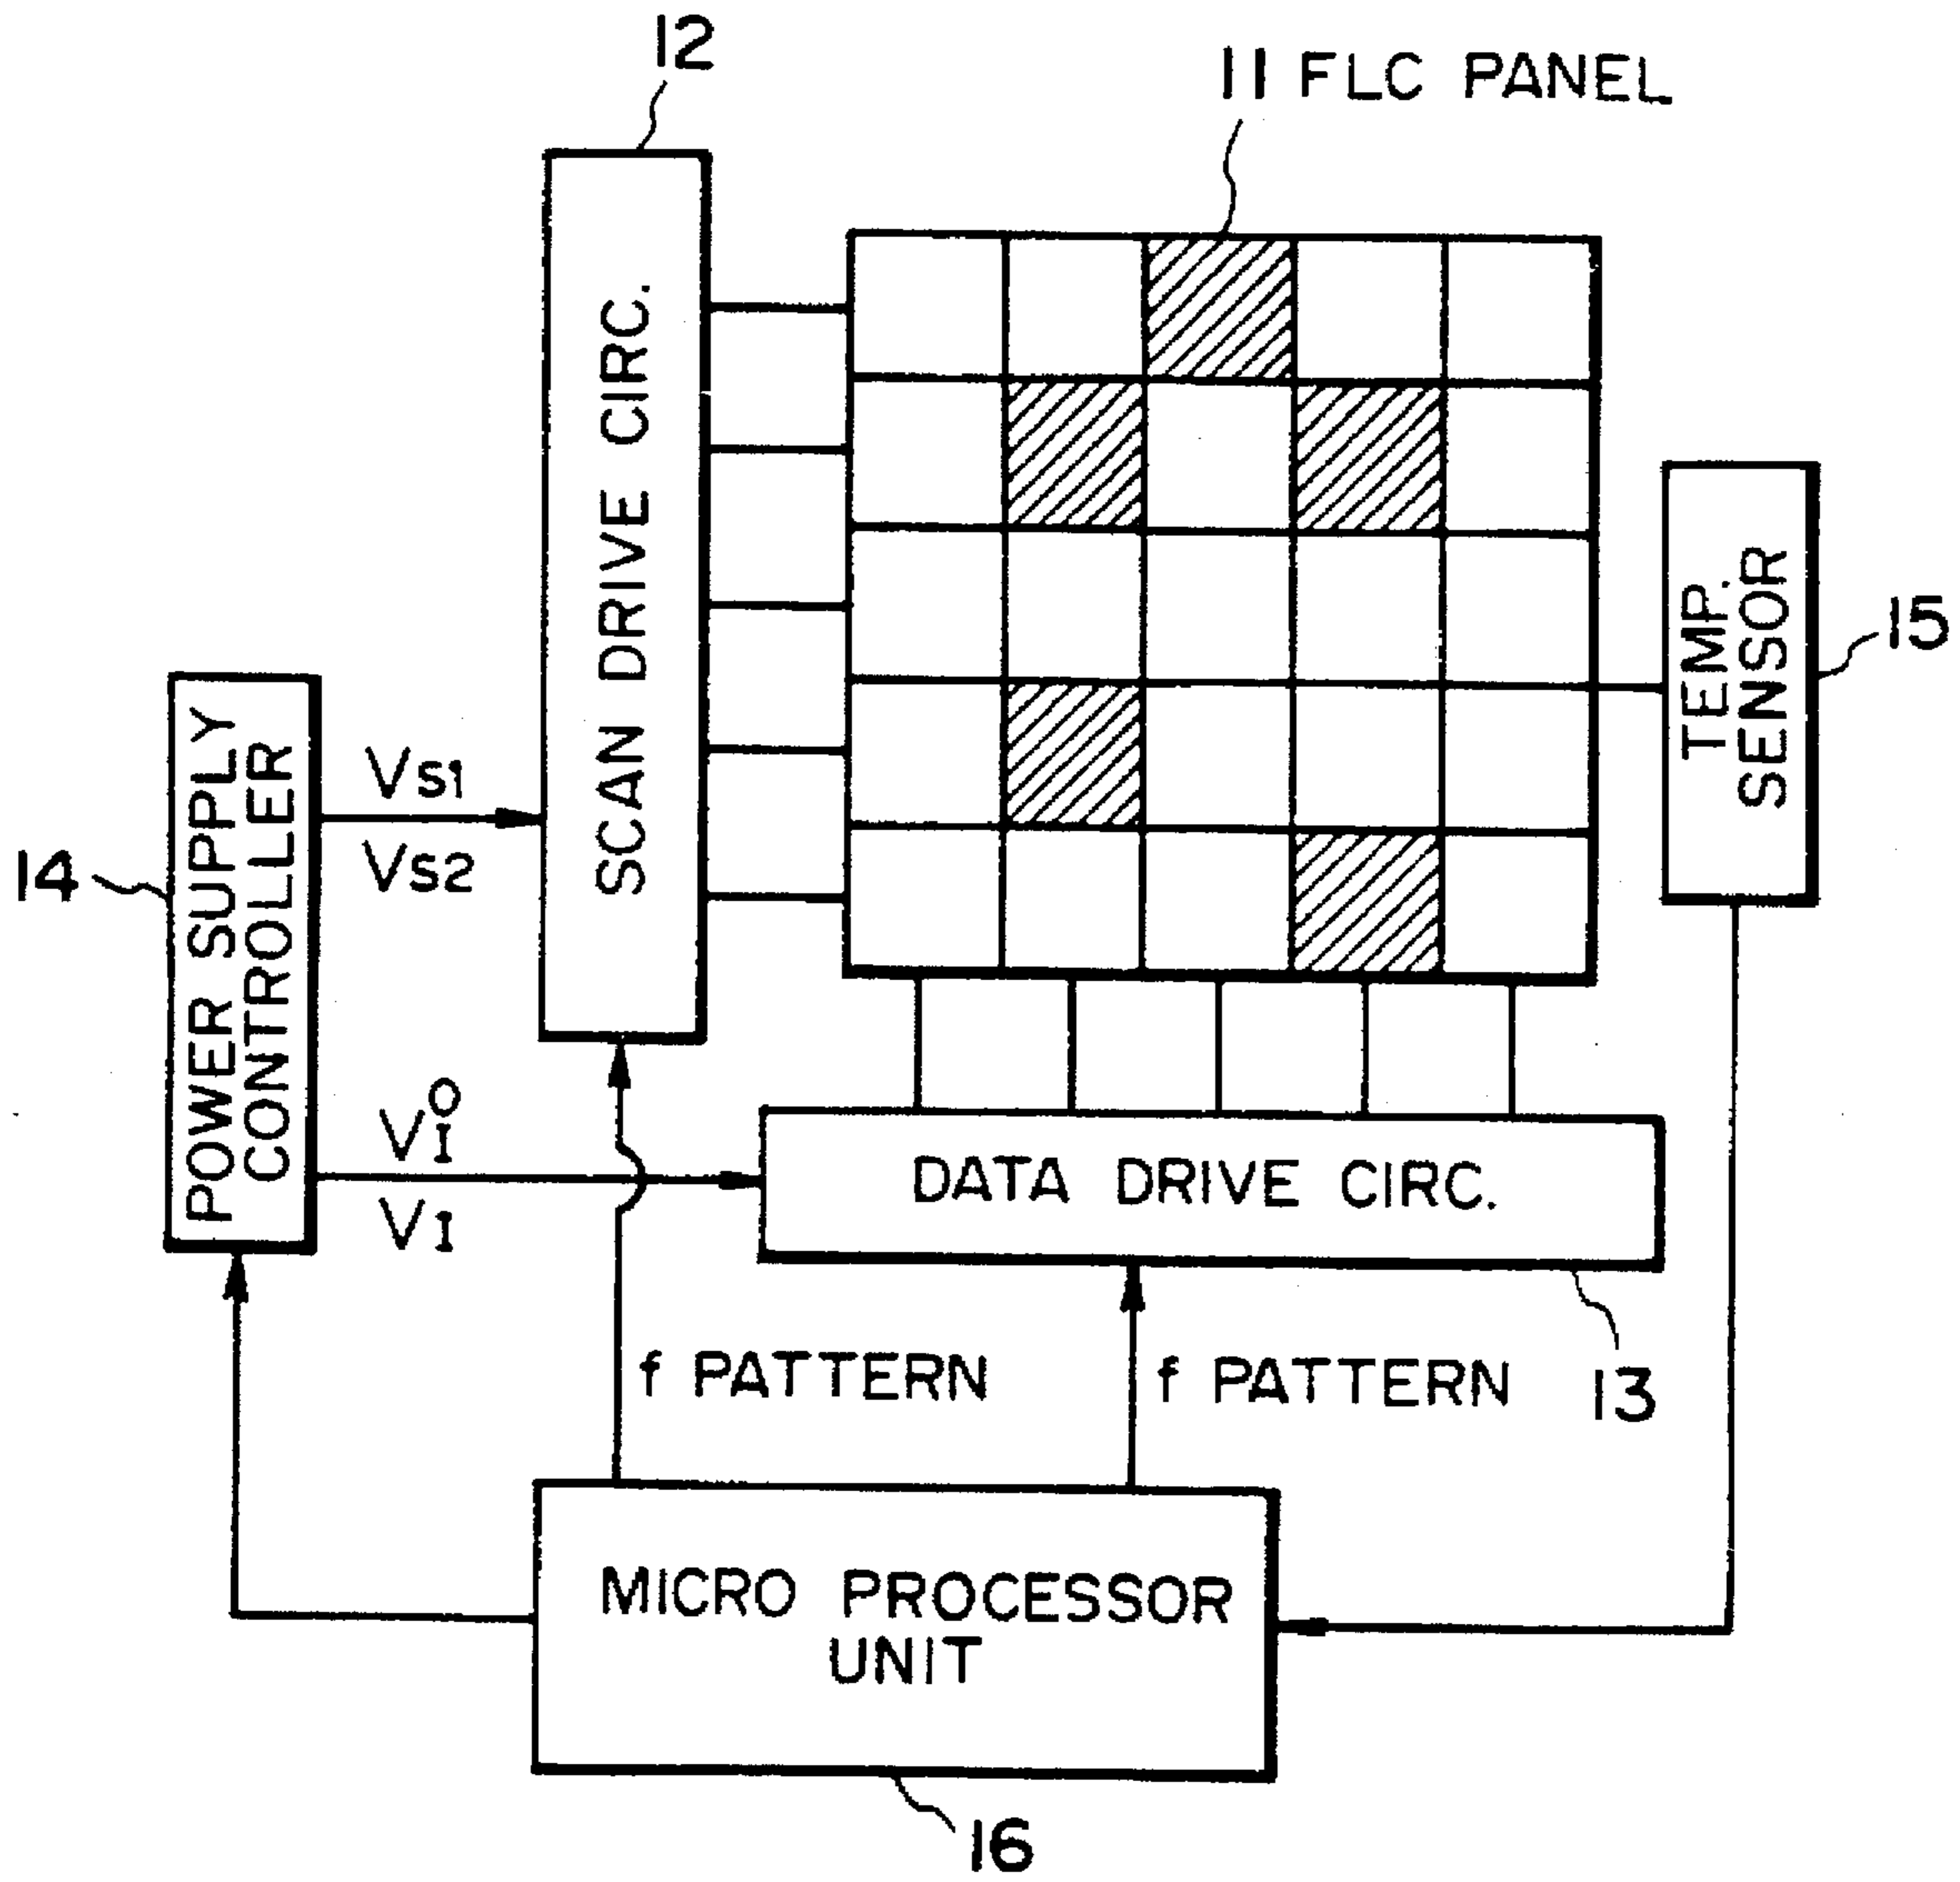 12
11 FLC PANEL
SCAN DRIVE CIRC.
TEMP.
SENSOR
15
POWER SUPPLY
CONTROLLER
14
VS1
VS2
VI0
VI
DATA DRIVE CIRC.
f PATTERN
f PATTERN
13
MICRO PROCESSOR
UNIT
16